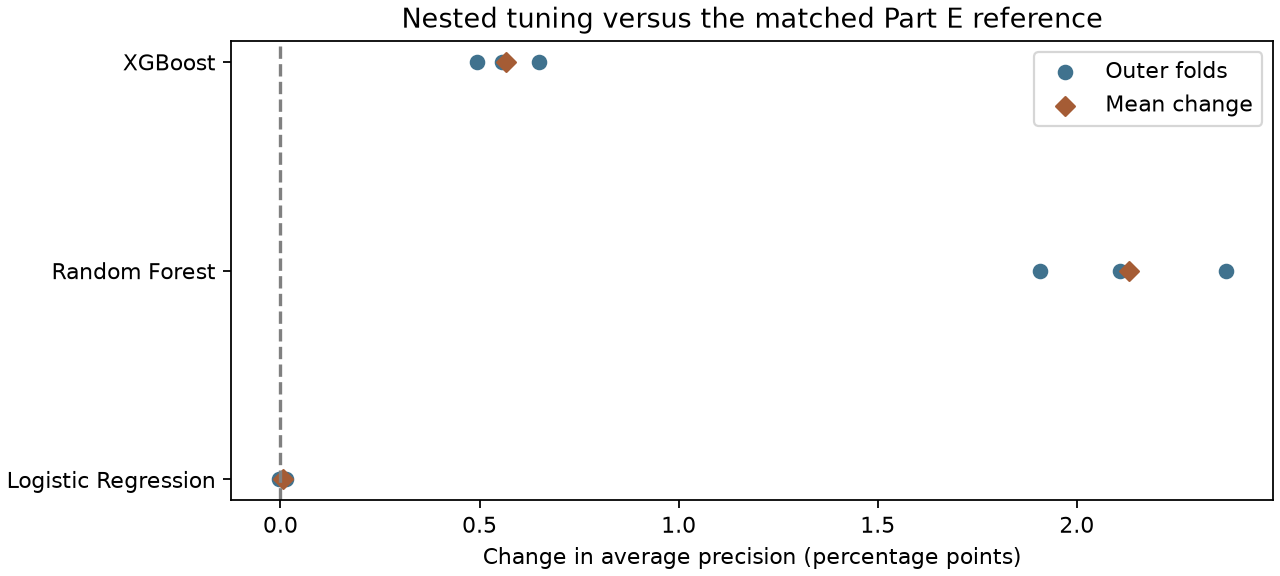 Nested tuning versus the matched Part E reference
XGBoost
Random Forest
Logistic Regression
Outer folds
Mean change
0.0
0.5
1.0
1.5
2.0
Change in average precision (percentage points)